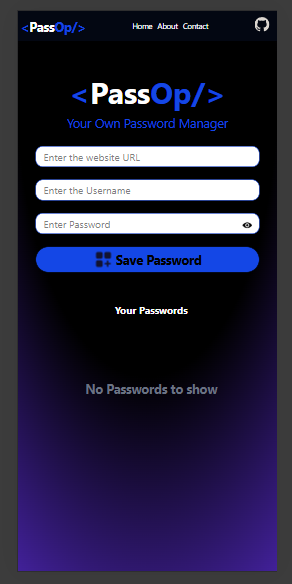 <PassOp/>
Home About Contact
<PassOp/>
Your Own Password Manager
Enter the website URL
Enter the Username
Enter Password
Save Password
Your Passwords
No Passwords to show